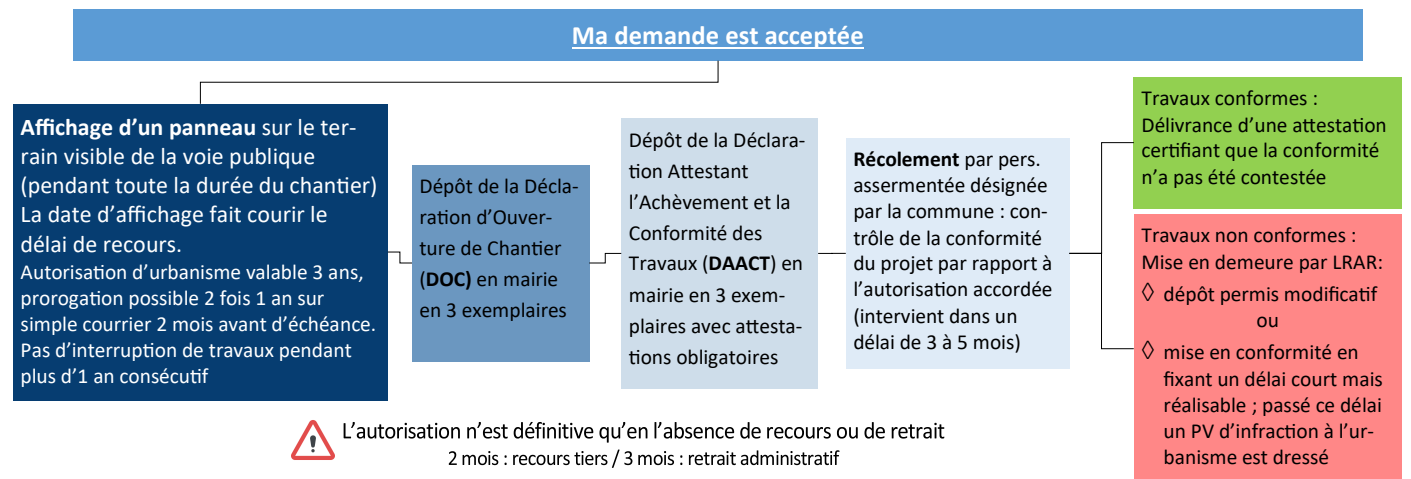 Ma demande est acceptée
Affichage d'un panneau sur le ter-
rain visible de la voie publique
(pendant toute la durée du chantier)
La date d'affichage fait courir le
délai de recours.
Autorisation d'urbanisme valable 3 ans,
prorogation possible 2 fois 1 an sur
simple courrier 2 mois avant d'échéance.
Pas d'interruption de travaux pendant
plus d'1 an consécutif
Dépôt de la Décla-
ration d'Ouver-
ture de Chantier
(DOC) en mairie
en 3 exemplaires
Dépôt de la Déclara-
tion Attestant
l'Achèvement et la
Conformité des
Travaux (DAACT) en
mairie en 3 exem-
plaires avec attesta-
tions obligatoires
Récolement par pers.
assermentée désignée
par la commune : con-
trôle de la conformité
du projet par rapport à
l'autorisation accordée
(intervient dans un
délai de 3 à 5 mois)
Travaux conformes :
Délivrance d'une attestation
certifiant que la conformité
n'a pas été contestée
Travaux non conformes :
Mise en demeure par LRAR:
◊ dépôt permis modificatif
ou
◊ mise en conformité en
fixant un délai court mais
réalisable ; passé ce délai
un PV d'infraction à l'ur-
banisme est dressé
L'autorisation n'est définitive qu'en l'absence de recours ou de retrait
2 mois : recours tiers / 3 mois : retrait administratif